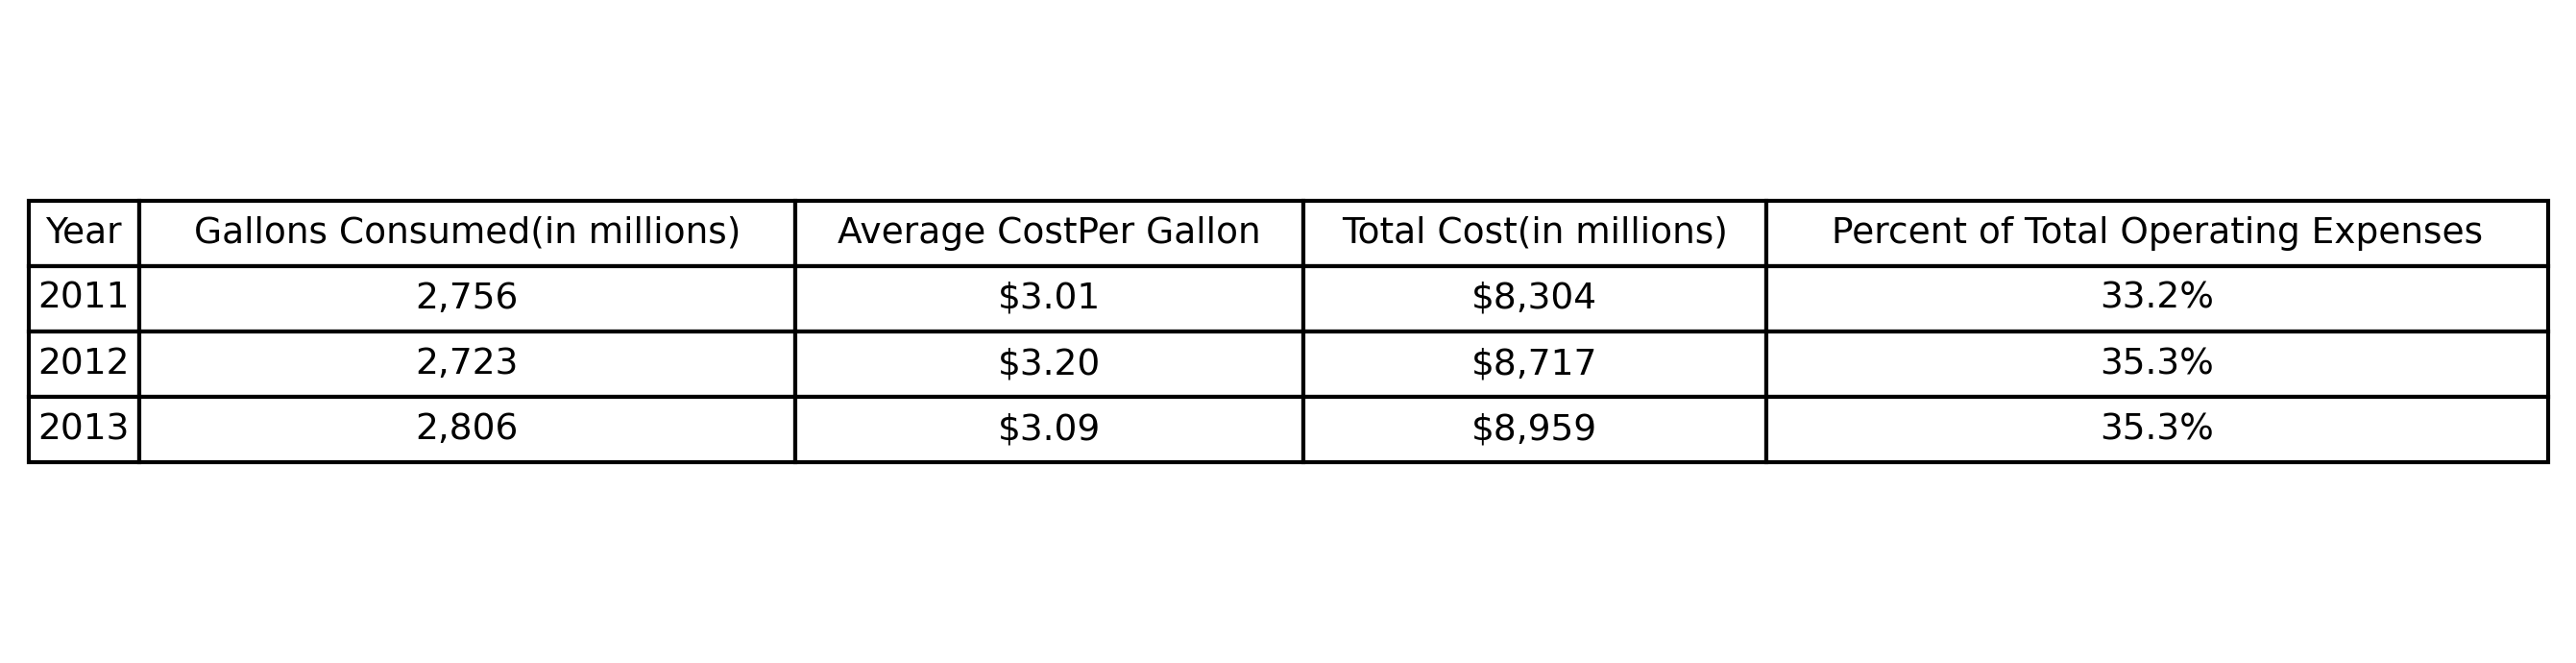 Year Gallons Consumed(in millions) Average CostPer Gallon Total Cost(in millions) Percent of Total Operating Expenses
2011 2,756 $3.01 $8,304 33.2%
2012 2,723 $3.20 $8,717 35.3%
2013 2,806 $3.09 $8,959 35.3%